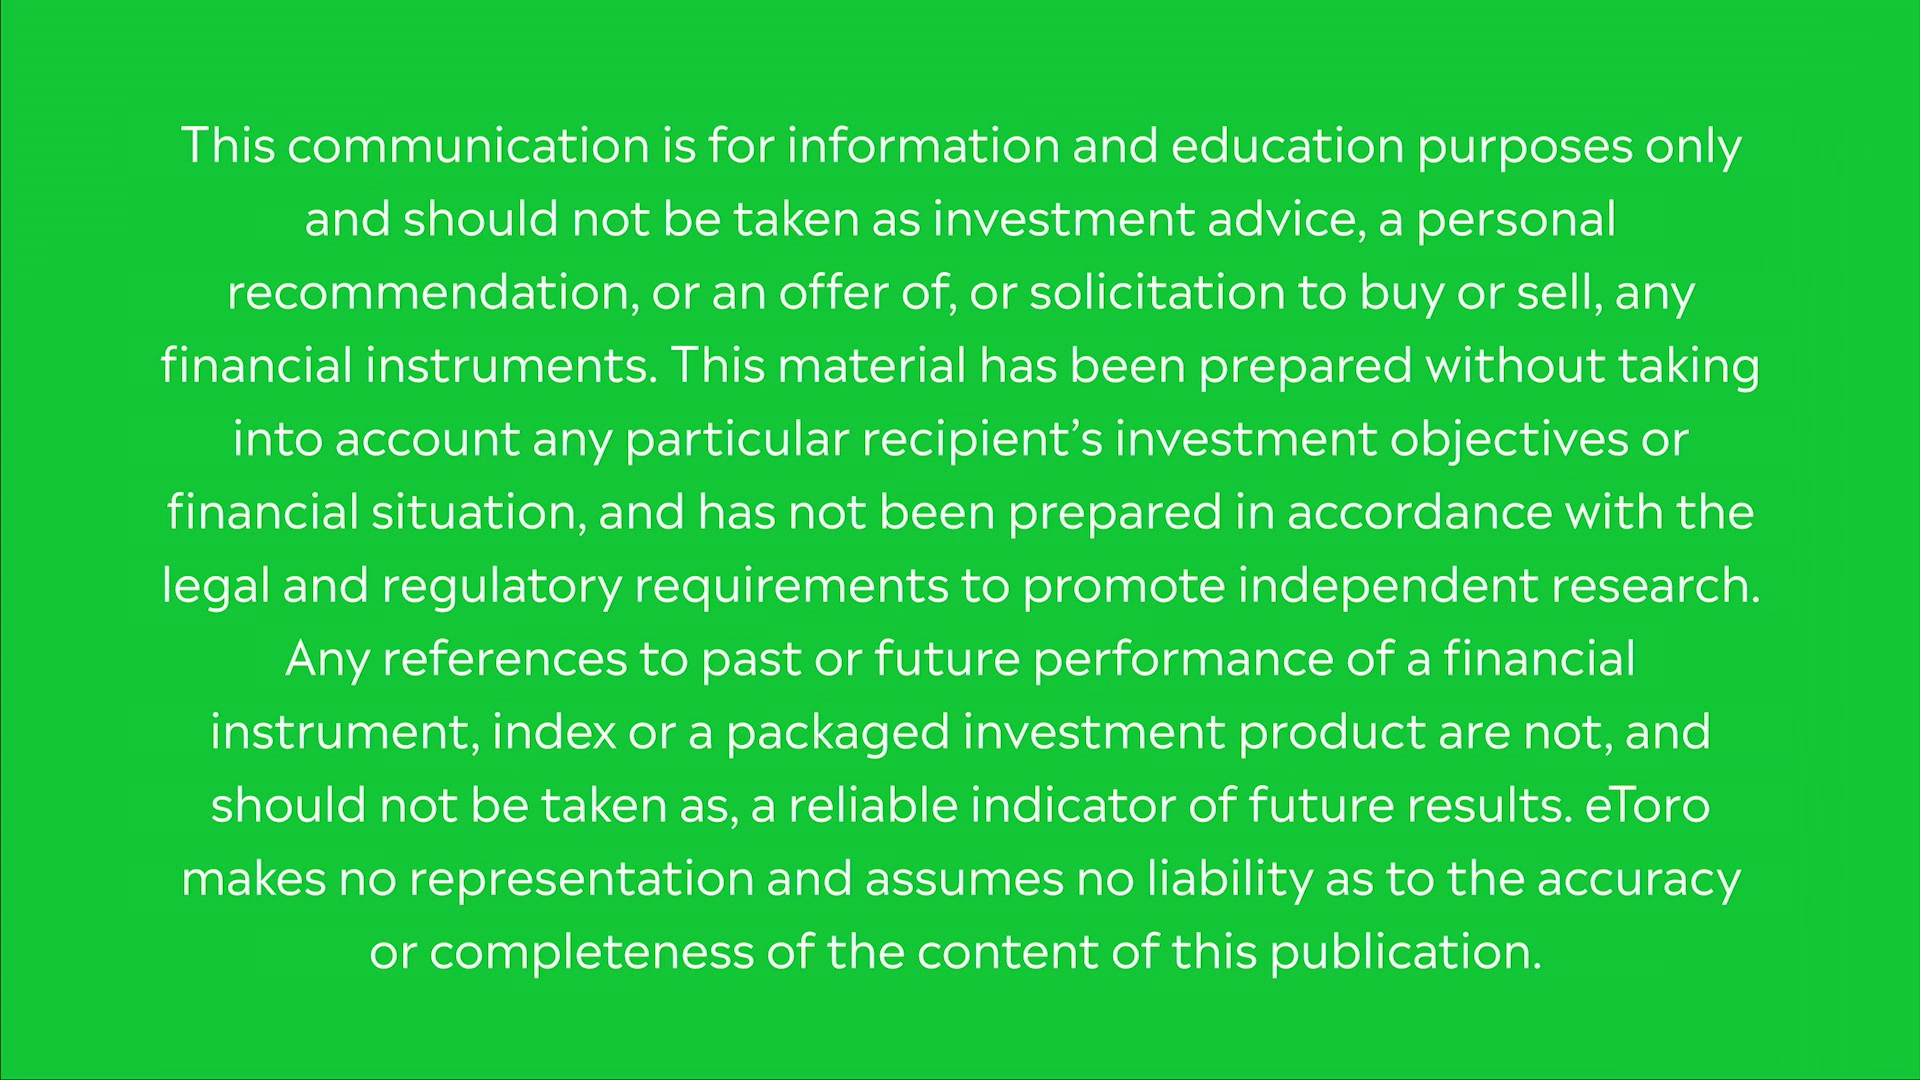 This communication is for information and education purposes only
and should not be taken as investment advice, a personal
recommendation, or an offer of, or solicitation to buy or sell, any
financial instruments. This material has been prepared without taking
into account any particular recipient’s investment objectives or
financial situation, and has not been prepared in accordance with the
legal and regulatory requirements to promote independent research.
Any references to past or future performance of a financial
instrument, index or a packaged investment product are not, and
should not be taken as, a reliable indicator of future results. eToro
makes no representation and assumes no liability as to the accuracy
or completeness of the content of this publication.